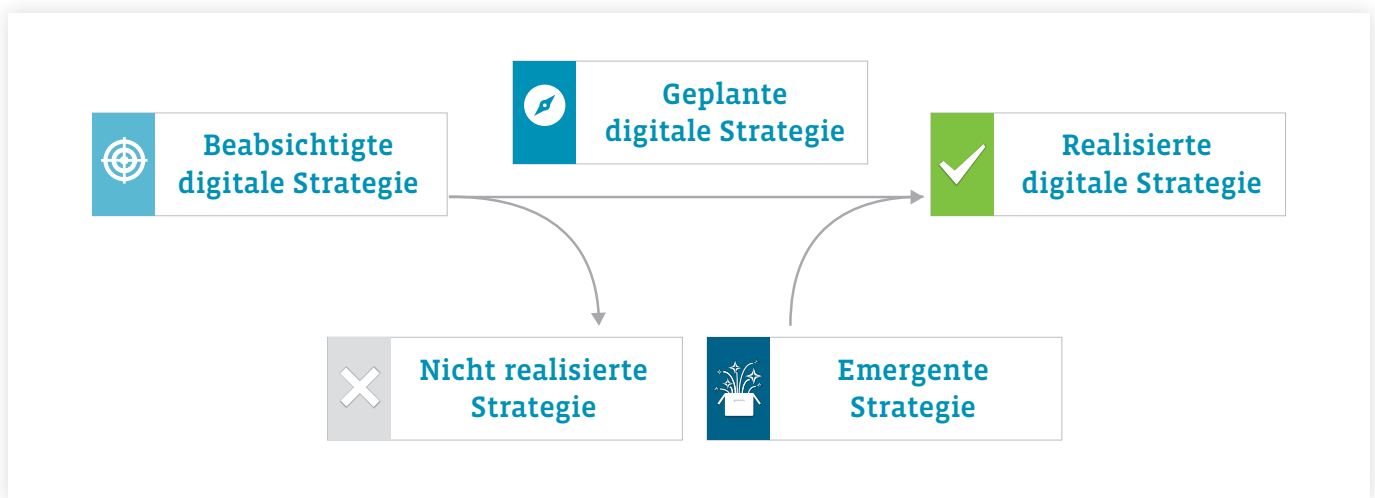 Beabsichtigte
digitale Strategie
Geplante
digitale Strategie
Realisierte
digitale Strategie
Nicht realisierte
Strategie
Emergente
Strategie